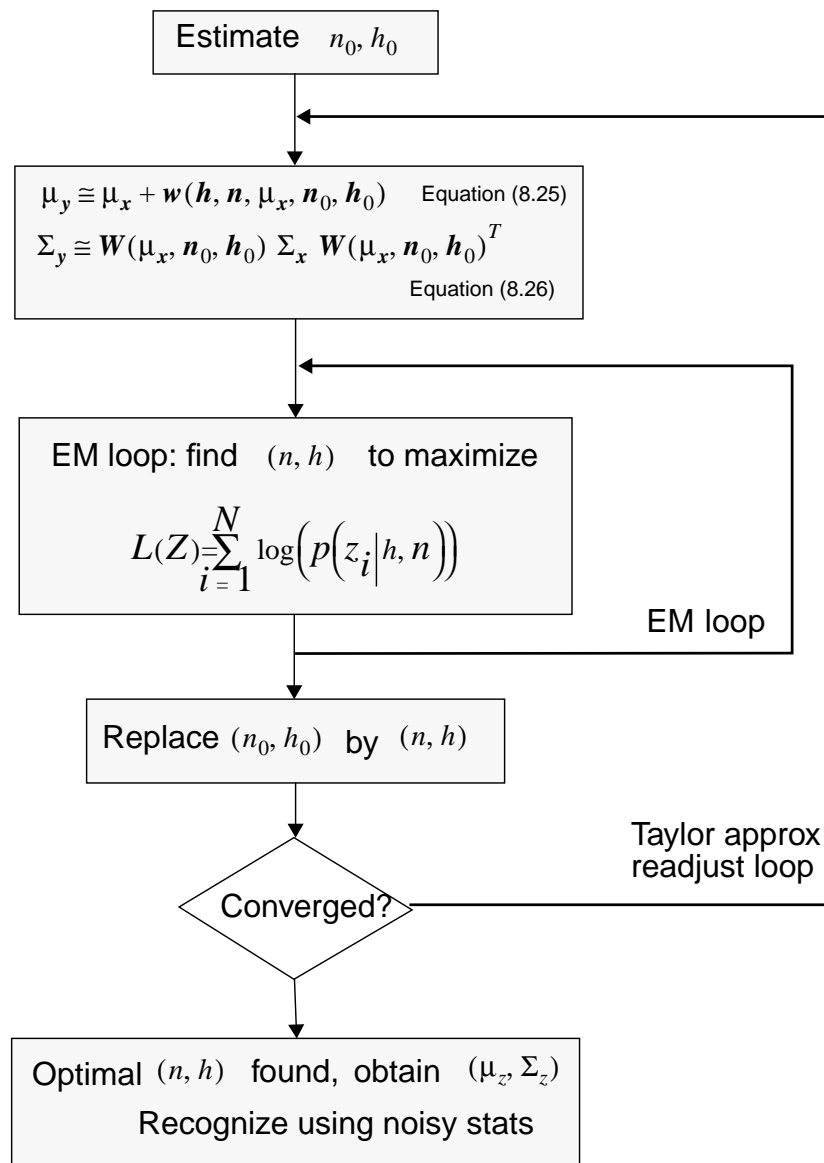 Estimate n₀, h₀
μ_y ≅ μ_x + w(h, n, μ_x, n₀, h₀) Equation (8.25)
Σ_y ≅ W(μ_x, n₀, h₀) Σ_x W(μ_x, n₀, h₀)^T
Equation (8.26)
EM loop: find (n, h) to maximize
L(Z)=∑_{i = 1}^{N} log(p(z_i|h, n))
EM loop
Replace (n₀, h₀) by (n, h)
Taylor approx
readjust loop
Converged?
Optimal (n, h) found, obtain (μ_z, Σ_z)
Recognize using noisy stats